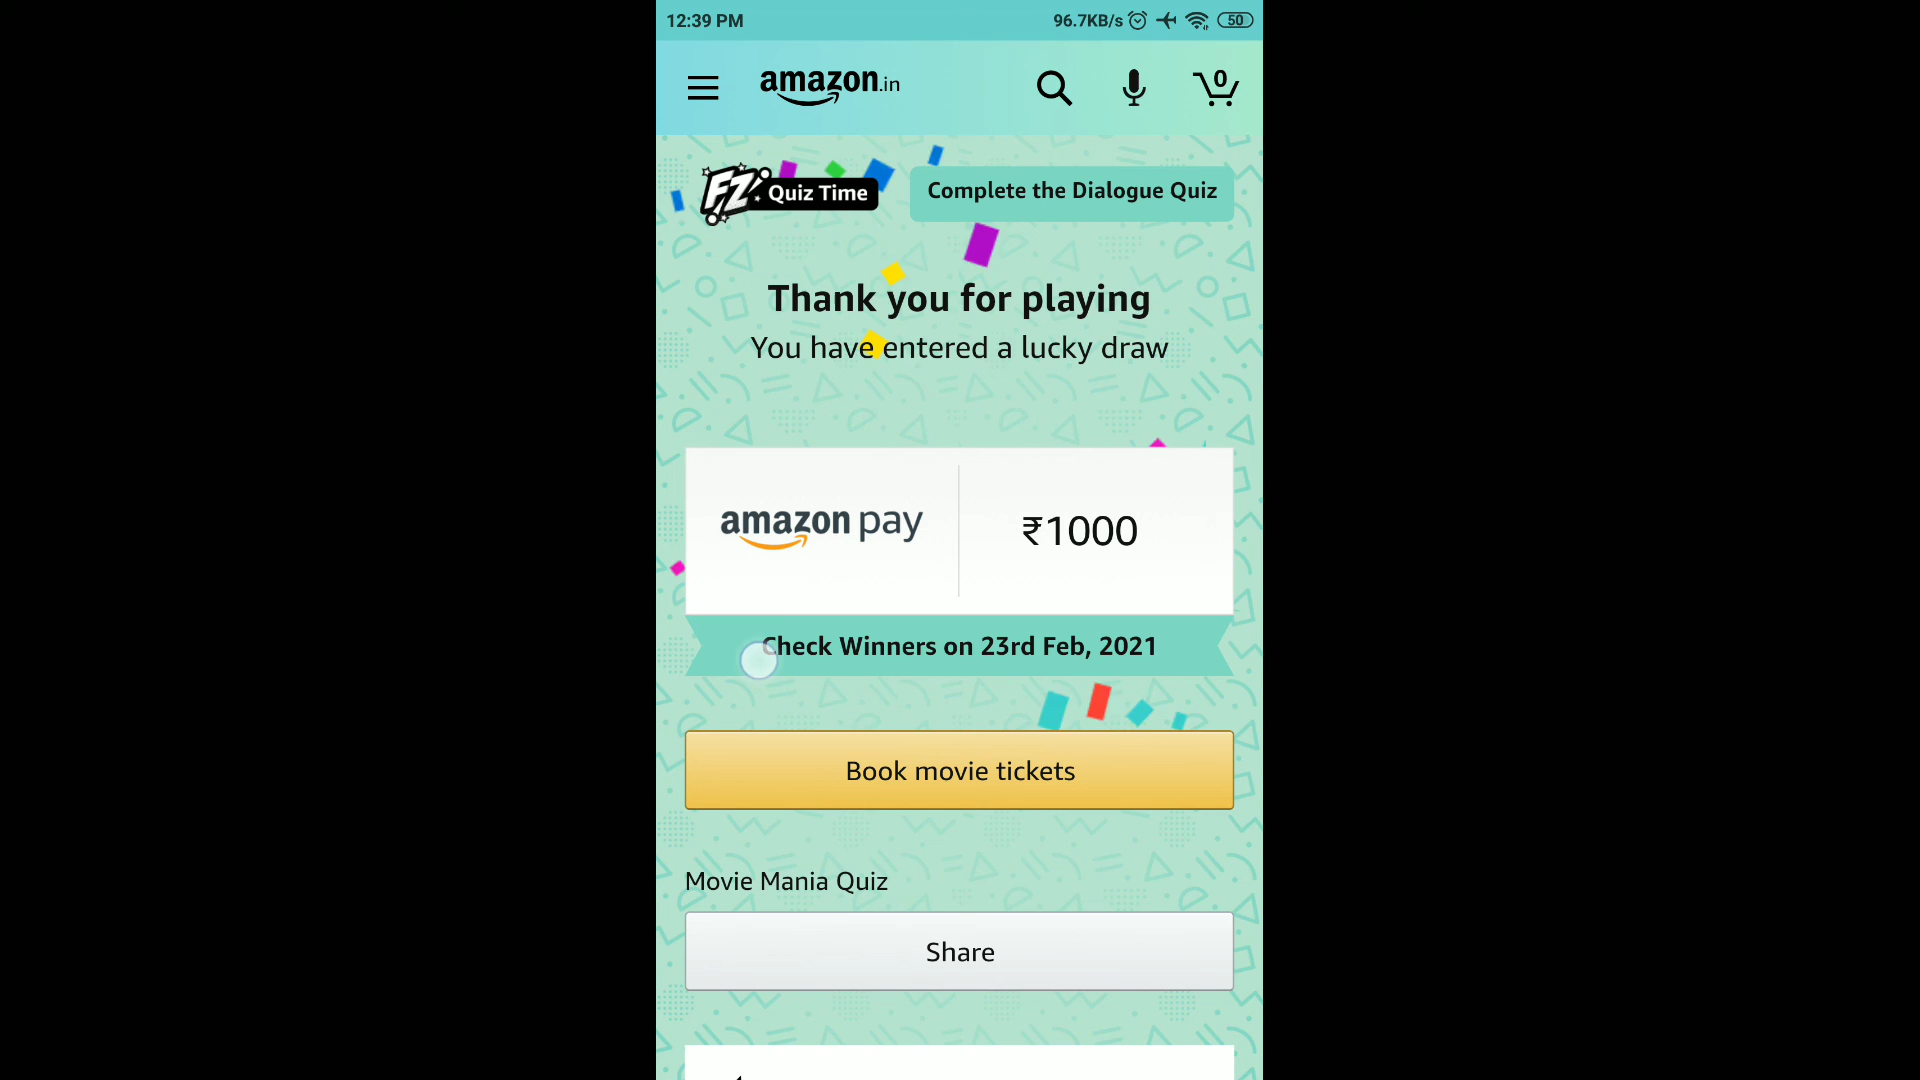 12:39 PM
96.7KB/s
50
amazon.in
0
FZ Quiz Time
Complete the Dialogue Quiz
Thank you for playing
You have entered a lucky draw
amazon pay
₹1000
Check Winners on 23rd Feb, 2021
Book movie tickets
Movie Mania Quiz
Share